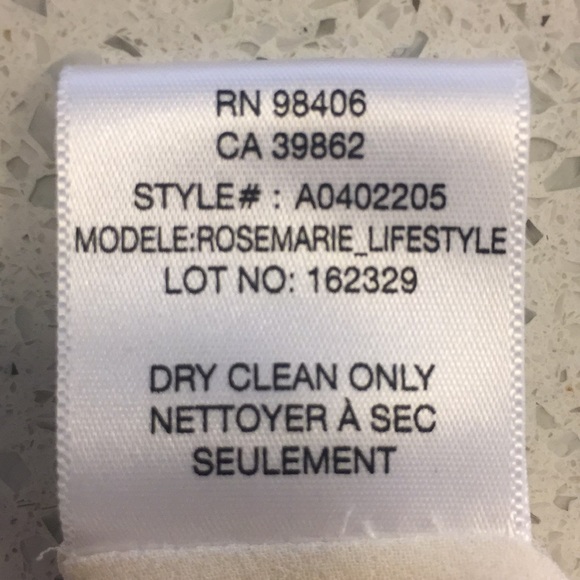 RN 98406
CA 39862
STYLE# : A0402205
MODELE:ROSEMARIE_LIFESTYLE
LOT NO: 162329
DRY CLEAN ONLY
NETTOYER À SEC
SEULEMENT